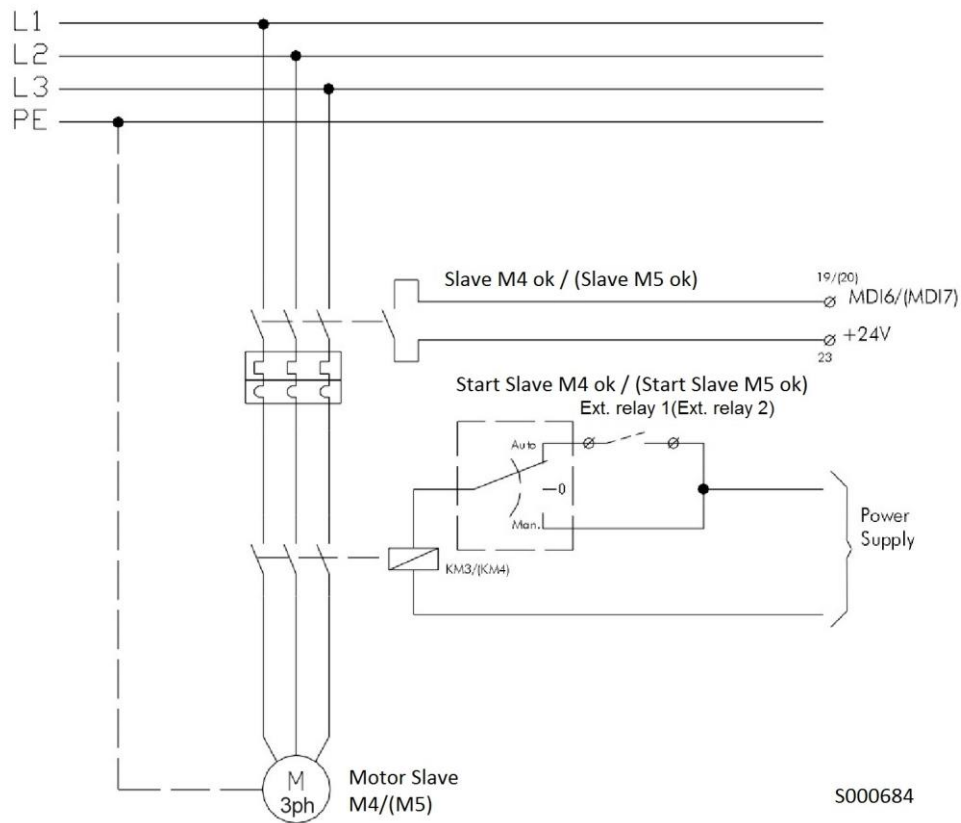 L1
L2
L3
PE
Slave M4 ok / (Slave M5 ok)
19/(20)
MDI6/(MDI7)
+24V
23
Start Slave M4 ok / (Start Slave M5 ok)
Ext. relay 1(Ext. relay 2)
Auto
0
Man.
Power
Supply
KM3/(KM4)
M
3ph
Motor Slave
M4/(M5)
S000684